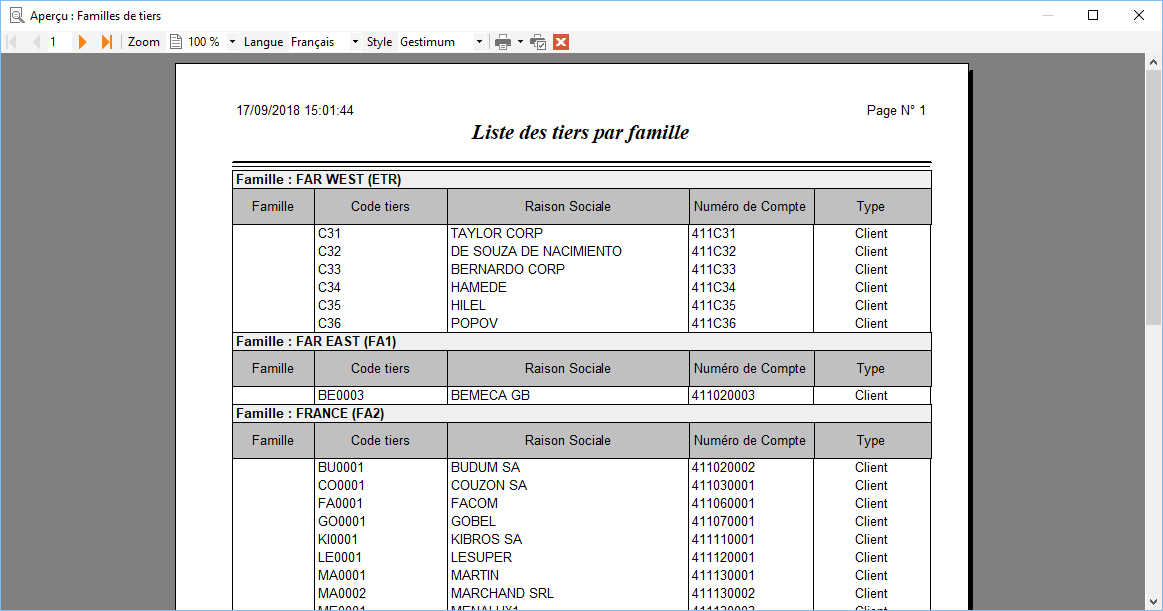 Aperçu : Familles de tiers
1 Zoom 100 % Langue Français Style Gestimum
17/09/2018 15:01:44 Page N° 1
Liste des tiers par famille
Famille : FAR WEST (ETR)
Famille Code tiers Raison Sociale Numéro de Compte Type
C31 TAYLOR CORP 411C31 Client
C32 DE SOUZA DE NACIMIENTO 411C32 Client
C33 BERNARDO CORP 411C33 Client
C34 HAMEDE 411C34 Client
C35 HILEL 411C35 Client
C36 POPOV 411C36 Client
Famille : FAR EAST (FA1)
Famille Code tiers Raison Sociale Numéro de Compte Type
BE0003 BEMECA GB 411020003 Client
Famille : FRANCE (FA2)
Famille Code tiers Raison Sociale Numéro de Compte Type
BU0001 BUDUM SA 411020002 Client
CO0001 COUZON SA 411030001 Client
FA0001 FACOM 411060001 Client
GO0001 GOBEL 411070001 Client
KI0001 KIBROS SA 411110001 Client
LE0001 LESUPER 411120001 Client
MA0001 MARTIN 411130001 Client
MA0002 MARCHAND SRL 411130002 Client
Client